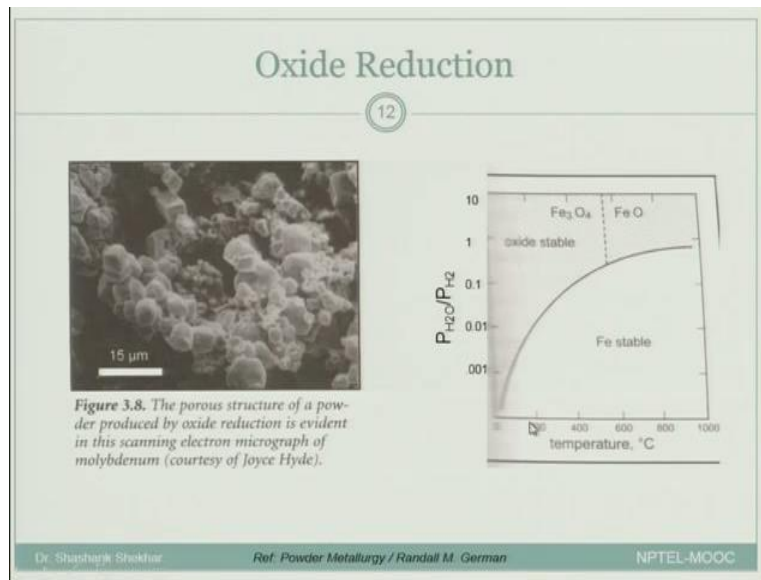 Oxide Reduction
12
15 µm
Figure 3.8. The porous structure of a pow-
der produced by oxide reduction is evident
in this scanning electron micrograph of
molybdenum (courtesy of Joyce Hyde).
10
1
0.1
0.01
.001
P_H2O/P_H2
Fe₃O₄
FeO
oxide stable
Fe stable
400
600
800
1000
temperature, °C
Dr. Shashank Shekhar
Ref: Powder Metallurgy / Randall M. German
NPTEL-MOOC